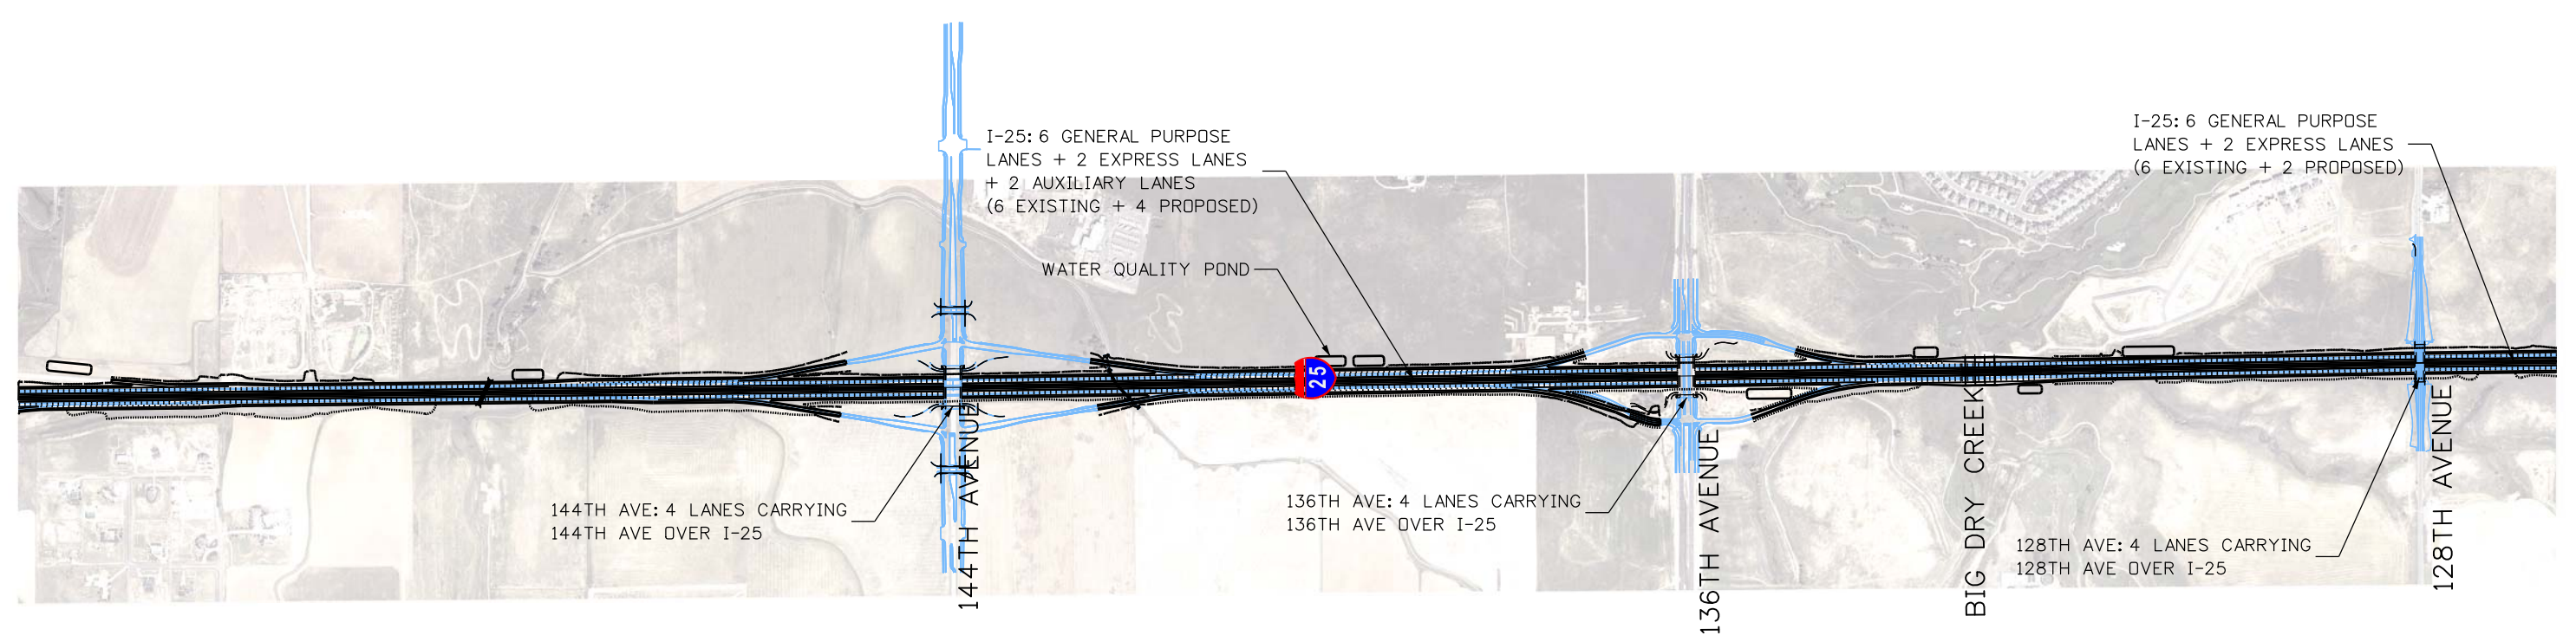 I-25: 6 GENERAL PURPOSE
LANES + 2 EXPRESS LANES
+ 2 AUXILIARY LANES
(6 EXISTING + 4 PROPOSED)
I-25: 6 GENERAL PURPOSE
LANES + 2 EXPRESS LANES
(6 EXISTING + 2 PROPOSED)
WATER QUALITY POND
25
144TH AVE: 4 LANES CARRYING
144TH AVE OVER I-25
144TH AVENUE
136TH AVE: 4 LANES CARRYING
136TH AVE OVER I-25
136TH AVENUE
BIG DRY CREEK
128TH AVE: 4 LANES CARRYING
128TH AVE OVER I-25
128TH AVENUE